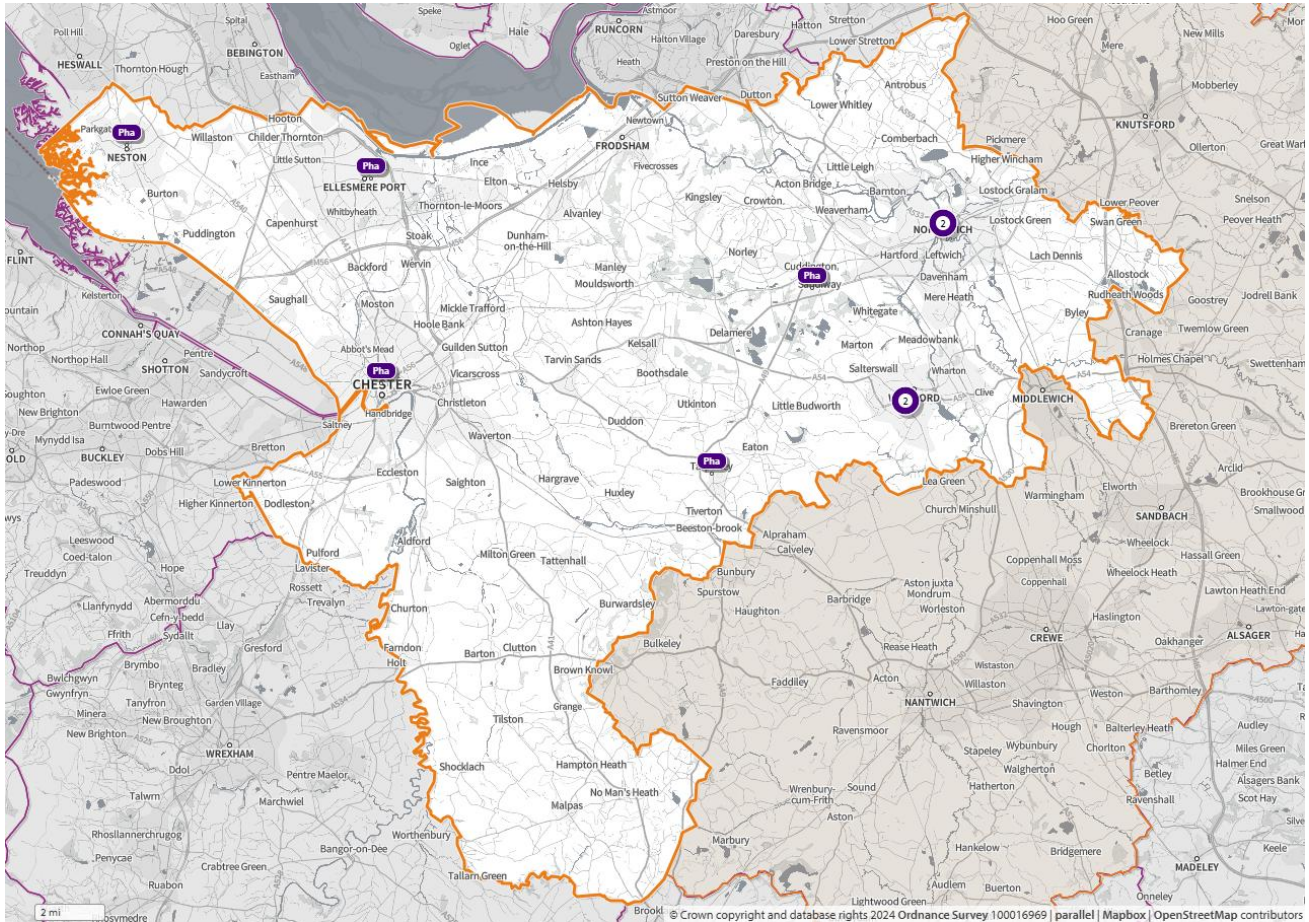 Poll Hill
Spital
Speke
Hale
Astmoor
RUNCORN
Halton Village
Daresbury
Hatton
Stretton
Lower Stretton
Hoo Green
New Mills
HESWALL
Thornton Hough
BEBINGTON
Eastham
Oglet
Heath
Preston on the Hill
Mere
Mobberley
Hooton
Sutton Weaver
Dutton
Antrobus
Lower Whitley
Pha
NESTON
Willaston
Childer Thornton
Newtown
FRODSHAM
Comberbach
Pickmere
KNUTSFORD
Ollerton
Little Sutton
Pha
ELLESMERE PORT
Ince
Fivecrosses
Little Leigh
Higher Wincham
Burton
Elton
Helsby
Acton Bridge
Barnton
Lostock Gralam
Snelson
Kingsley
Crowton
Weaverham
Lower Peover
Peover Heath
Capenhurst
Whitbyheath
Thornton-le-Moors
Alvanley
2
Lostock Green
Swan Green
Puddington
Stoak
Dunham-
on-the-Hill
Norley
Hartford
Leftwich
Lach Dennis
FLINT
Backford
Wervin
Manley
Mouldsworth
Pha
Davenham
Allostock
Kelsterton
Saughall
Moston
Mickle Trafford
Mere Heath
Rudheath Woods
Goostrey
Jodrell Bank
CONNAH'S QUAY
Hoole Bank
Ashton Hayes
Whitegate
Byley
Cranage
Twemlow Green
Northop
Northop Hall
SHOTTON
Pentre
Sandycroft
Abbot's Mead
Guilden Sutton
Kelsall
Delamere
Marton
Meadowbank
Holmes Chapel
Swettenham
Ewloe Green
Hawarden
Pha
CHESTER
Vicarscross
Tarvin Sands
Boothsdale
Salterswall
Wharton
New Brighton
Burntwood Pentre
Handbridge
Christleton
Utkinton
Little Budworth
2
Clive
MIDDLEWICH
Brereton Green
Mynydd Isa
Saltney
Duddon
BUCKLEY
Dobs Hill
Bretton
Waverton
Eaton
Padeswood
Lower Kinnerton
Eccleston
Saighton
Hargrave
Pha
Lea Green
Arclid
Higher Kinnerton
Dodleston
Huxley
Warmingham
Elworth
SANDBACH
Leeswood
Coed-talon
Tiverton
Church Minshull
Wheelock
Beeston-brook
Alpraham
Calveley
Hassall Green
Treuddyn
Hope
Pulford
Aldford
Milton Green
Tattenhall
Coppenhall Moss
Coppenhall
Wheelock Heath
Lavister
Rossett
Bunbury
Lawton Heath End
Llanfynydd
Abermorddu
Cefn-y-bedd
Trevalyn
Churton
Burwardsley
Spurstow
Aston juxta
Mondrum
Haughton
Barbridge
Worleston
Haslington
Ffrith
Sydallt
Llay
Gresford
Farndon
Holt
Clutton
Barton
Bulkeley
Rease Heath
CREWE
Oakhanger
ALSAGER
Brymbo
Bradley
Brown Knowl
Faddiley
Acton
Wistaston
Willaston
Bwlchgwyn
Gwynfryn
Brynteg
Tanyfron
Garden Village
NANTWICH
Shavington
Weston
Barthomley
Minera
New Broughton
Grange
Tilston
Ravensmoor
Hough
Balterley Heath
Audley
New Brighton
WREXHAM
Stapeley
Wybunbury
Chorlton
Miles Green
Walgherton
Halmer End
Ddol
Pentre Maelor
Shocklach
Hampton Heath
Betley
Alsagers Bank
Talwrn
Marchwiel
No Man's Heath
Wrenbury-
cum-Frith
Sound
Hatherton
Ravenshall
Scot Hay
Malpas
Aston
Rhosllannerchrugog
Worthenbury
Marbury
Hankelow
Bridgemere
Keele
Penycae
Bangor-on-Dee
MADELEY
Crabtree Green
Tallarn Green
Audlem
Buerton
Ruabon
Lightwood Green
Onneley
2 mi
© Crown copyright and database rights 2024 Ordnance Survey 100016969 | parallel | Mapbox | OpenStreetMap contributors